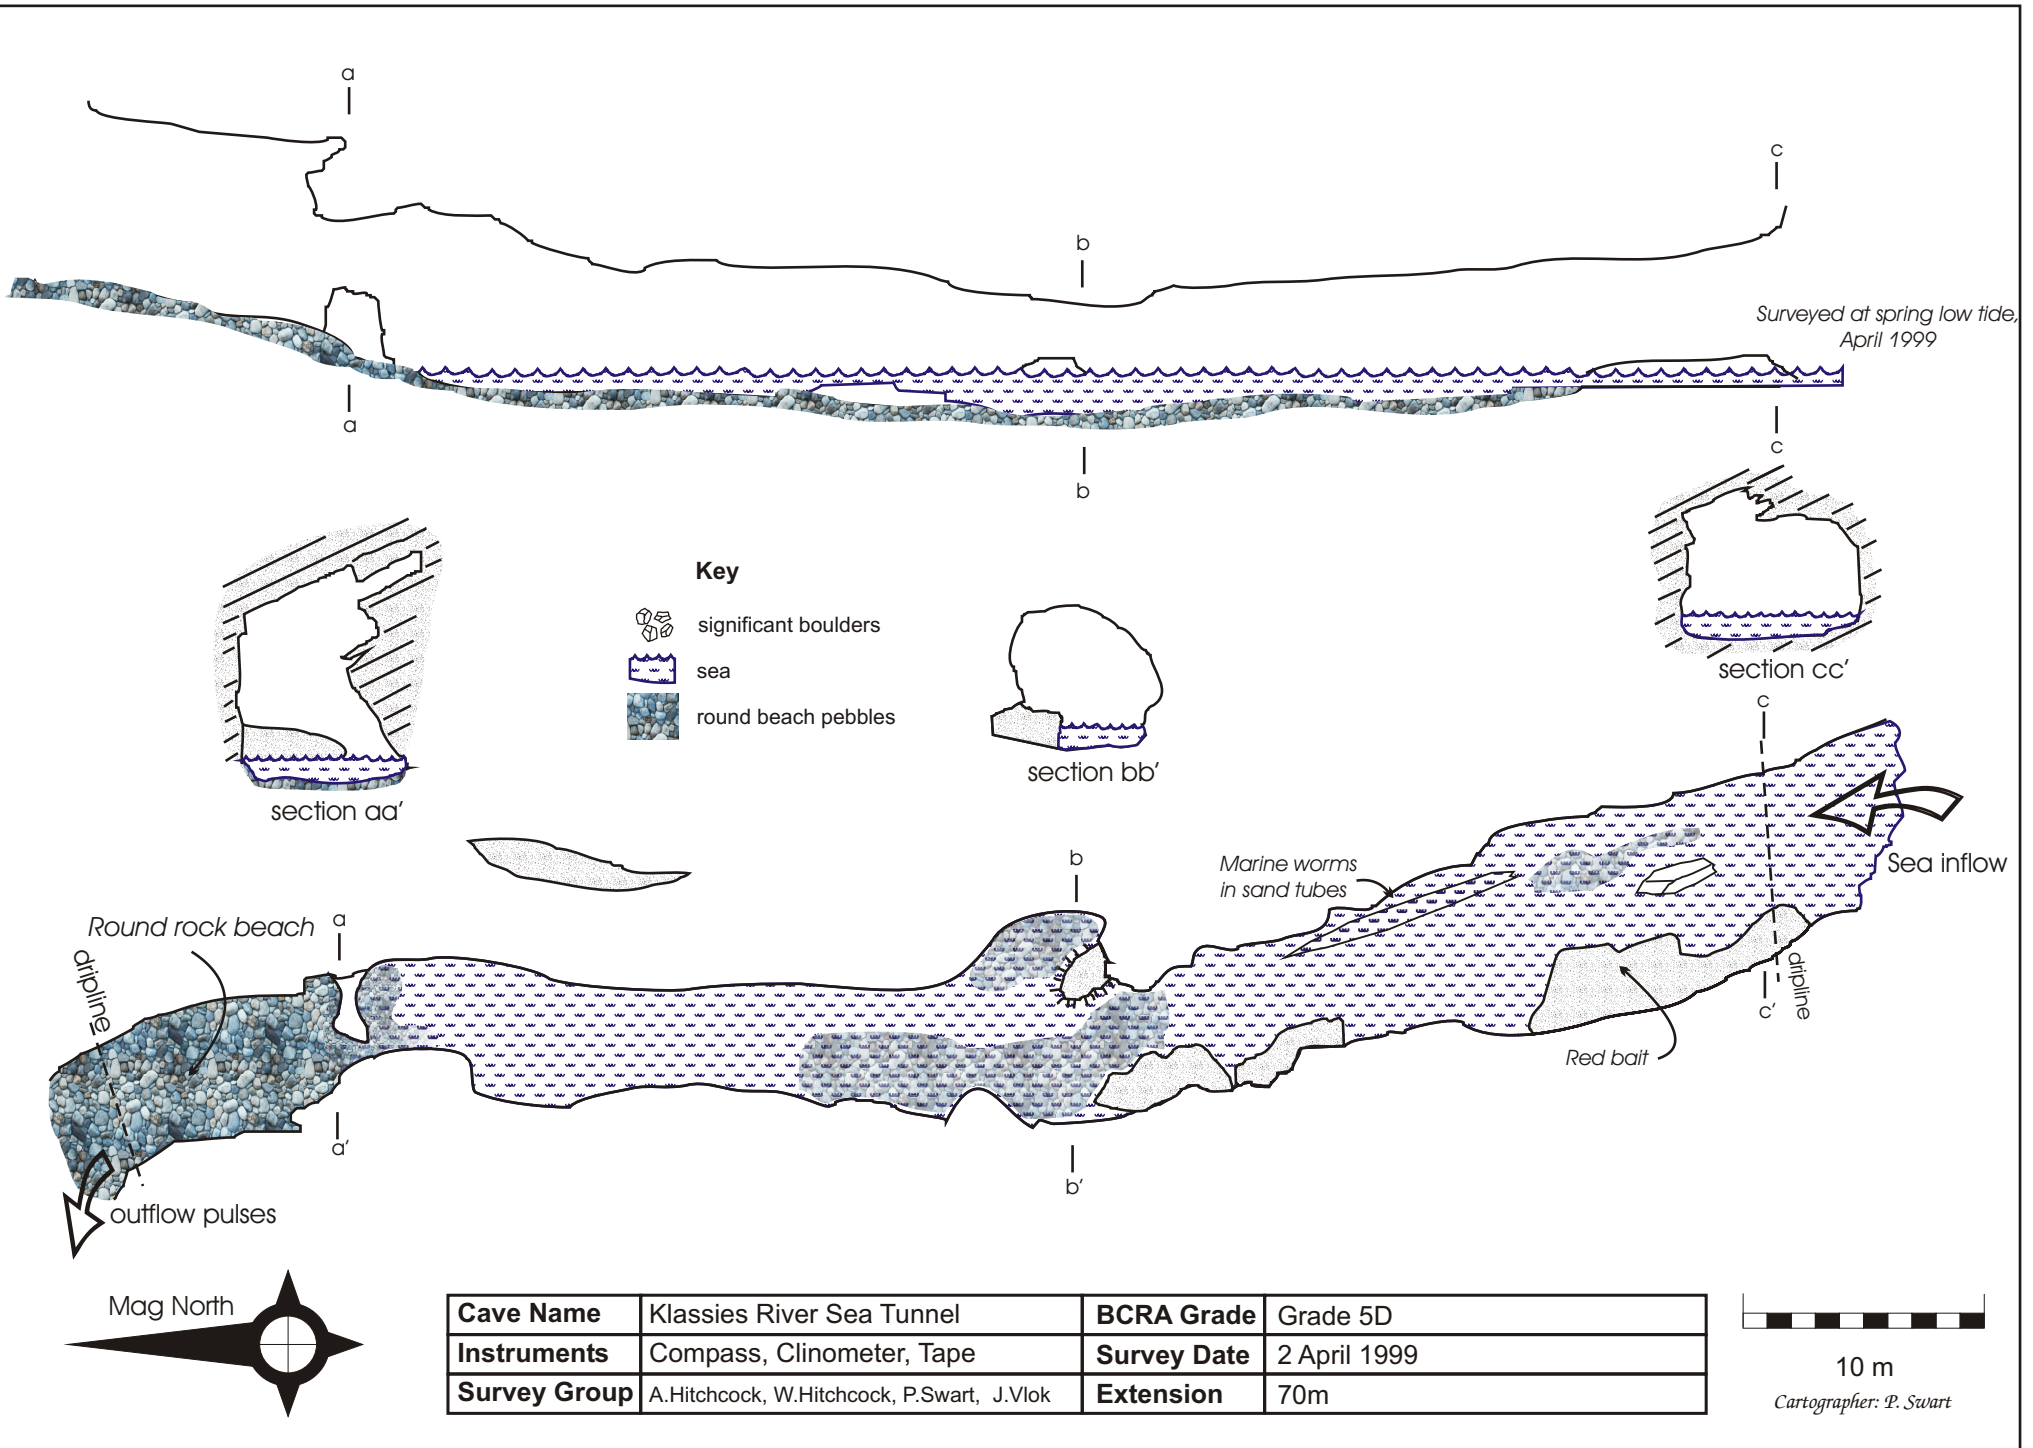 a
c
b
Surveyed at spring low tide,
April 1999
a
c
b
Key
significant boulders
sea
round beach pebbles
section aa'
section bb'
section cc'
c
b
Marine worms
in sand tubes
Sea inflow
a
Round rock beach
dripline
dripline
c'
Red bait
a'
b'
outflow pulses
Mag North
Cave Name Klassies River Sea Tunnel BCRA Grade Grade 5D
Instruments Compass, Clinometer, Tape Survey Date 2 April 1999
Survey Group A.Hitchcock, W.Hitchcock, P.Swart, J.Vlok Extension 70m
10 m
Cartographer: P. Swart